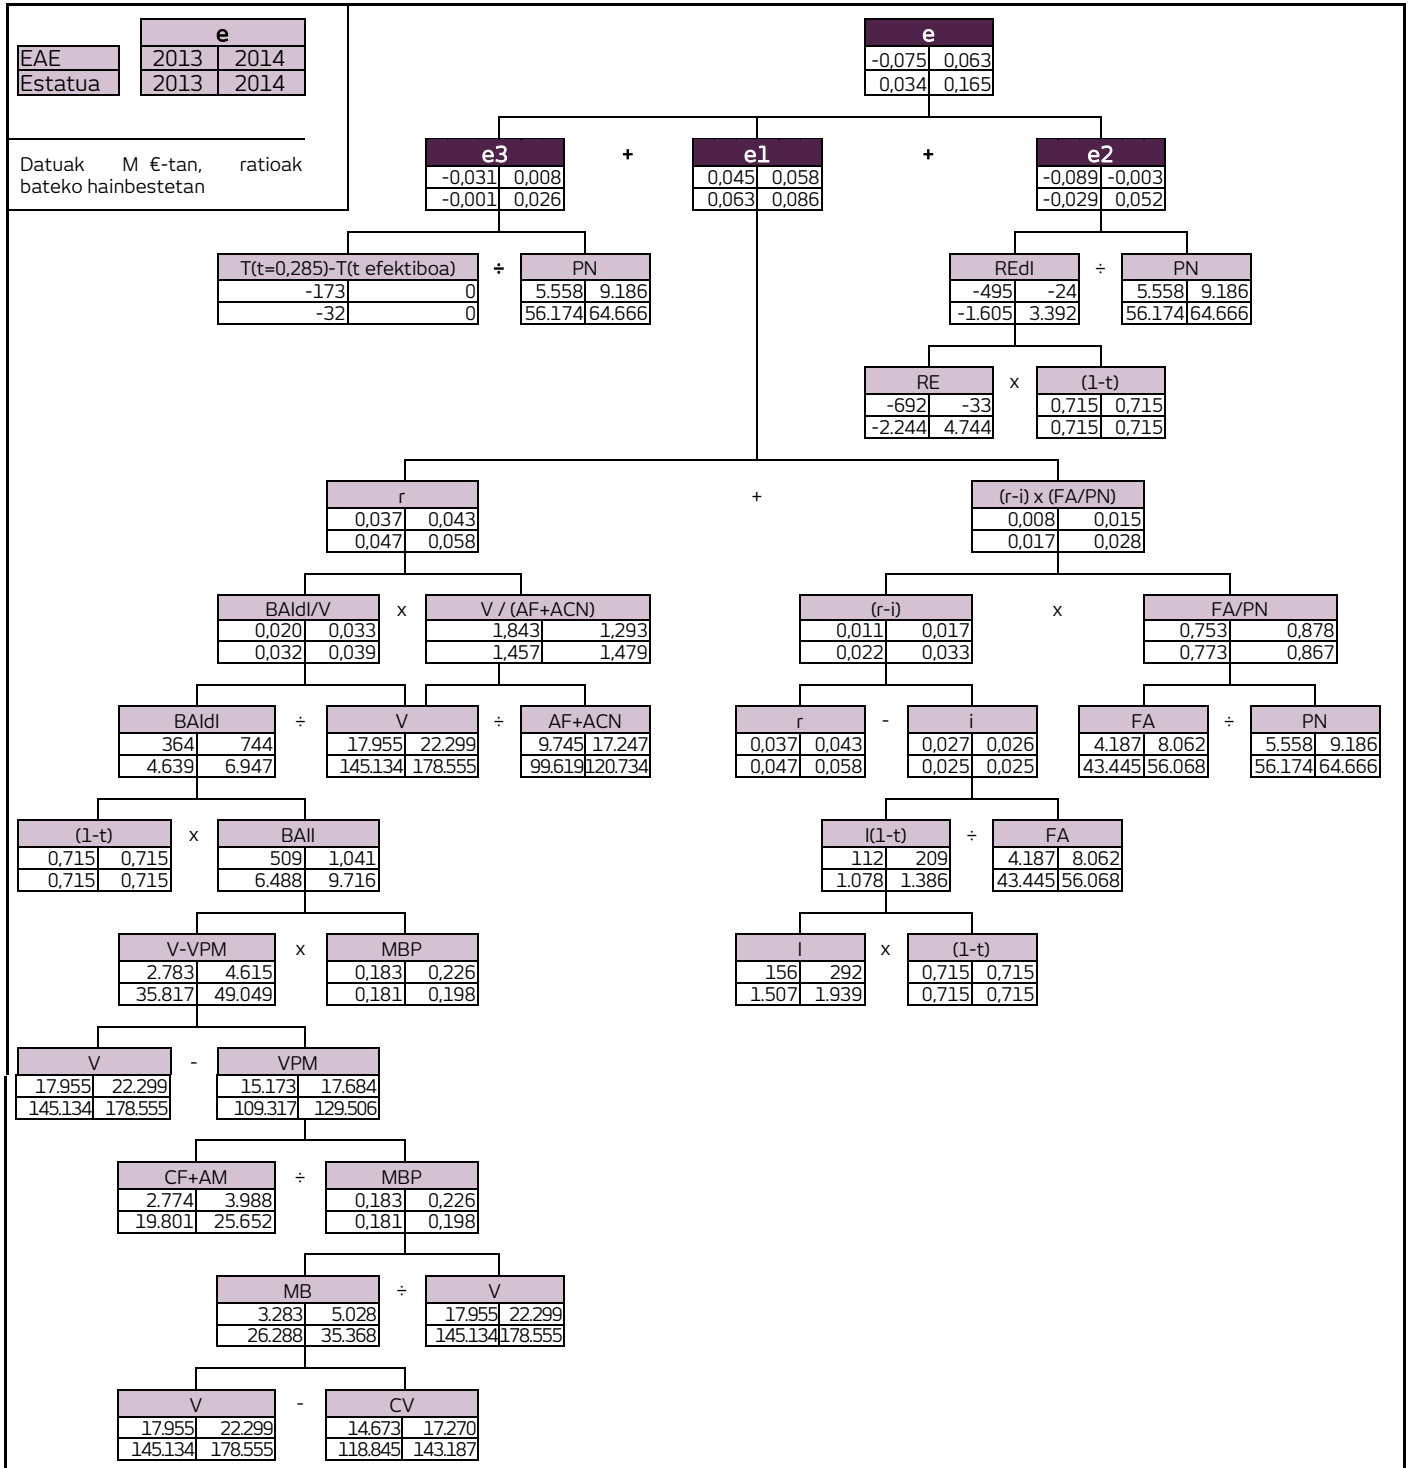 e
EAE 2013 2014
Estatua 2013 2014
Datuak M €-tan, ratioak
bateko hainbestetan
e
-0,075 0,063
0,034 0,165
e3 + e1 + e2
-0,031 0,008 0,045 0,058 -0,089 -0,003
-0,001 0,026 0,063 0,086 -0,029 0,052
T(t=0,285)-T(t efektiboa) ÷ PN REdI ÷ PN
-173 0 5.558 9.186 -495 -24 5.558 9.186
-32 0 56.174 64.666 -1.605 3.392 56.174 64.666
RE x (1-t)
-692 -33 0,715 0,715
-2.244 4.744 0,715 0,715
r + (r-i) x (FA/PN)
0,037 0,043 0,008 0,015
0,047 0,058 0,017 0,028
BAIdI/V x V / (AF+ACN) (r-i) x FA/PN
0,020 0,033 1,843 1,293 0,011 0,017 0,753 0,878
0,032 0,039 1,457 1,479 0,022 0,033 0,773 0,867
BAIdI ÷ V ÷ AF+ACN r - i FA ÷ PN
364 744 17.955 22.299 9.745 17.247 0,037 0,043 0,027 0,026 4.187 8.062 5.558 9.186
4.639 6.947 145.134 178.555 99.619 120.734 0,047 0,058 0,025 0,025 43.445 56.068 56.174 64.666
(1-t) x BAII I(1-t) ÷ FA
0,715 0,715 509 1,041 112 209 4.187 8.062
0,715 0,715 6.488 9.716 1.078 1.386 43.445 56.068
V-VPM x MBP I x (1-t)
2.783 4.615 0,183 0,226 156 292 0,715 0,715
35.817 49.049 0,181 0,198 1.507 1.939 0,715 0,715
V - VPM
17.955 22.299 15.173 17.684
145.134 178.555 109.317 129.506
CF+AM ÷ MBP
2.774 3.988 0,183 0,226
19.801 25.652 0,181 0,198
MB ÷ V
3.283 5.028 17.955 22.299
26.288 35.368 145.134 178.555
V - CV
17.955 22.299 14.673 17.270
145.134 178.555 118.845 143.187